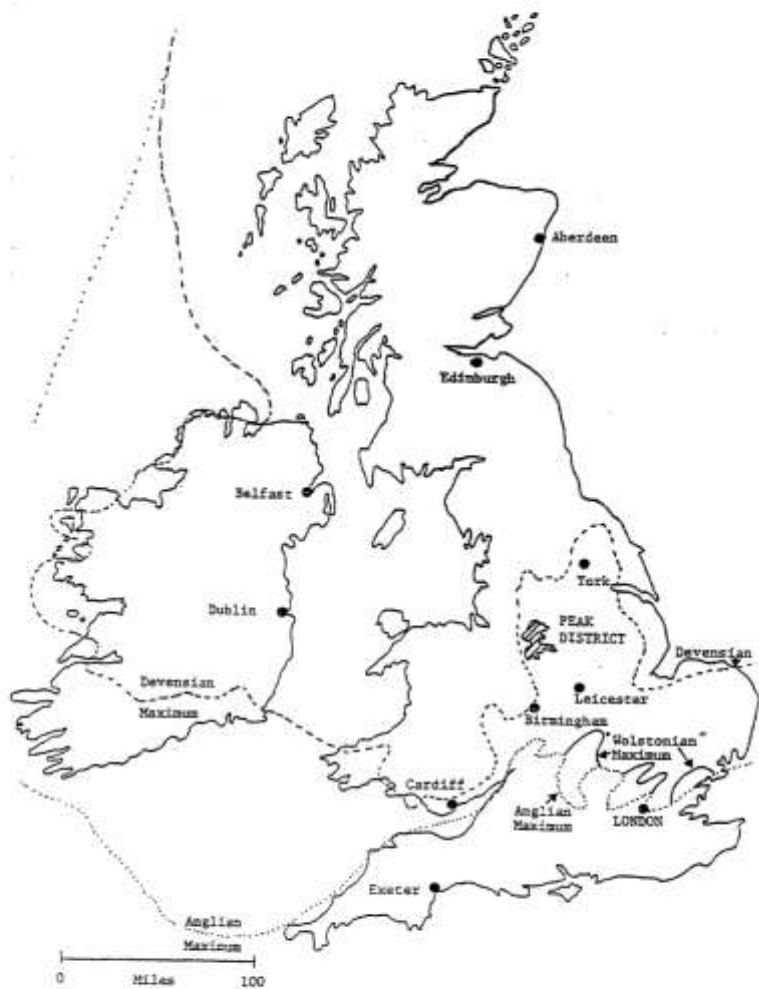 Aberdeen
Edinburgh
Belfast
York
Dublin
PEAK
DISTRICT
Devensian
Devensian
Maximum
Leicestar
Birmingham
"Wolstonian"
Maximum
Cardiff
Anglian
Maximum
LONDON
Exeter
Anglian
Maximum
0 Miles 100